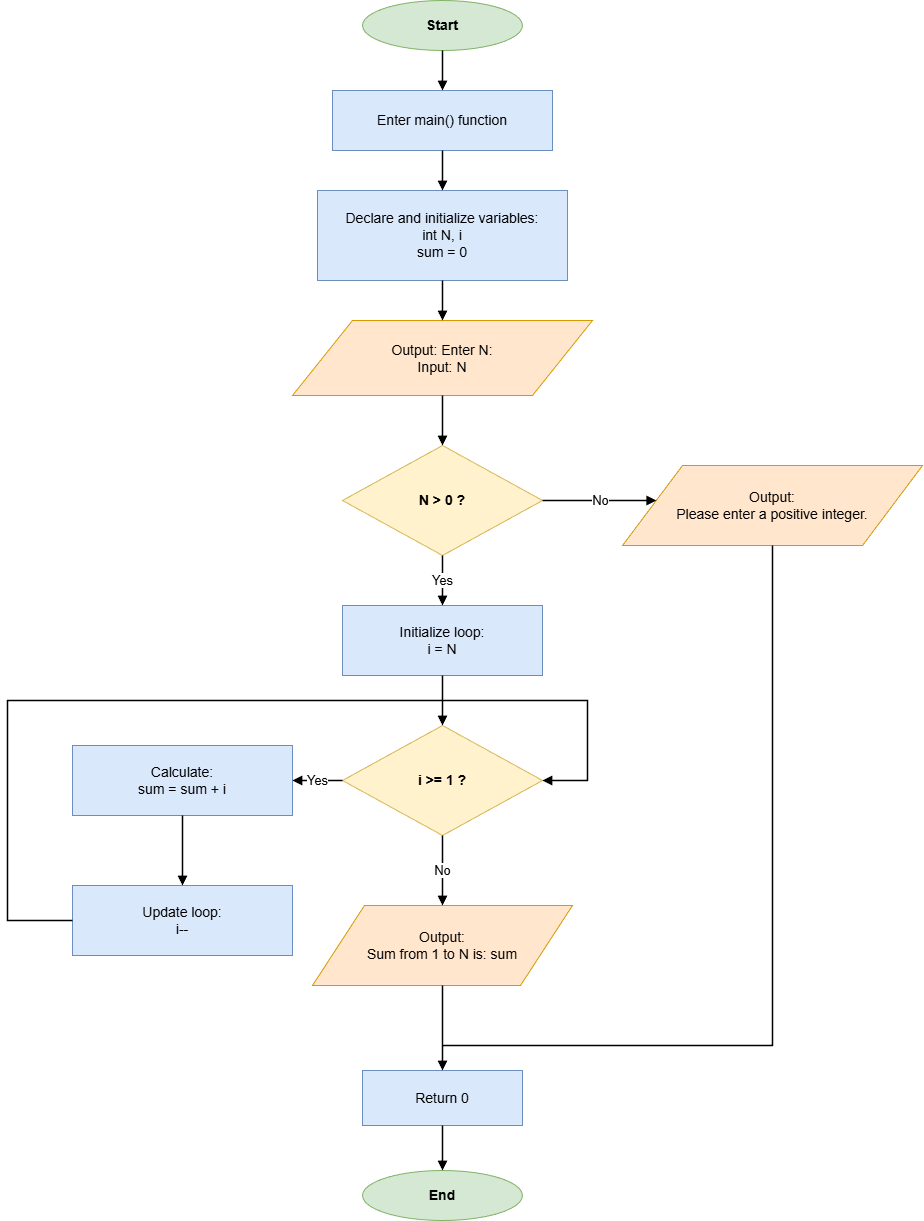 Start
Enter main() function
Declare and initialize variables:
int N, i
sum = 0
Output: Enter N:
Input: N
N > 0 ?
No
Output:
Please enter a positive integer.
Yes
Initialize loop:
i = N
i >= 1 ?
Yes
Calculate:
sum = sum + i
No
Update loop:
i--
Output:
Sum from 1 to N is: sum
Return 0
End